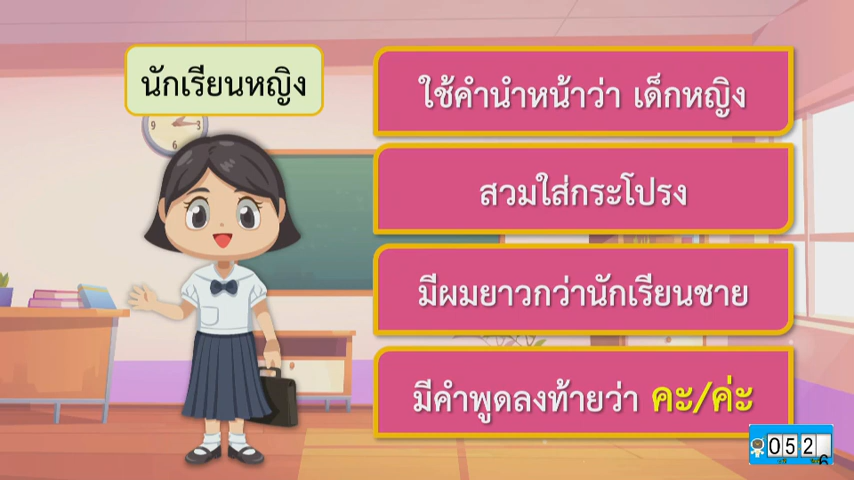 นักเรียนหญิง
ใช้คำนำหน้าว่า เด็กหญิง
สวมใส่กระโปรง
มีผมยาวกว่านักเรียนชาย
มีคำพูดลงท้ายว่า คะ/ค่ะ
9 3
6
052